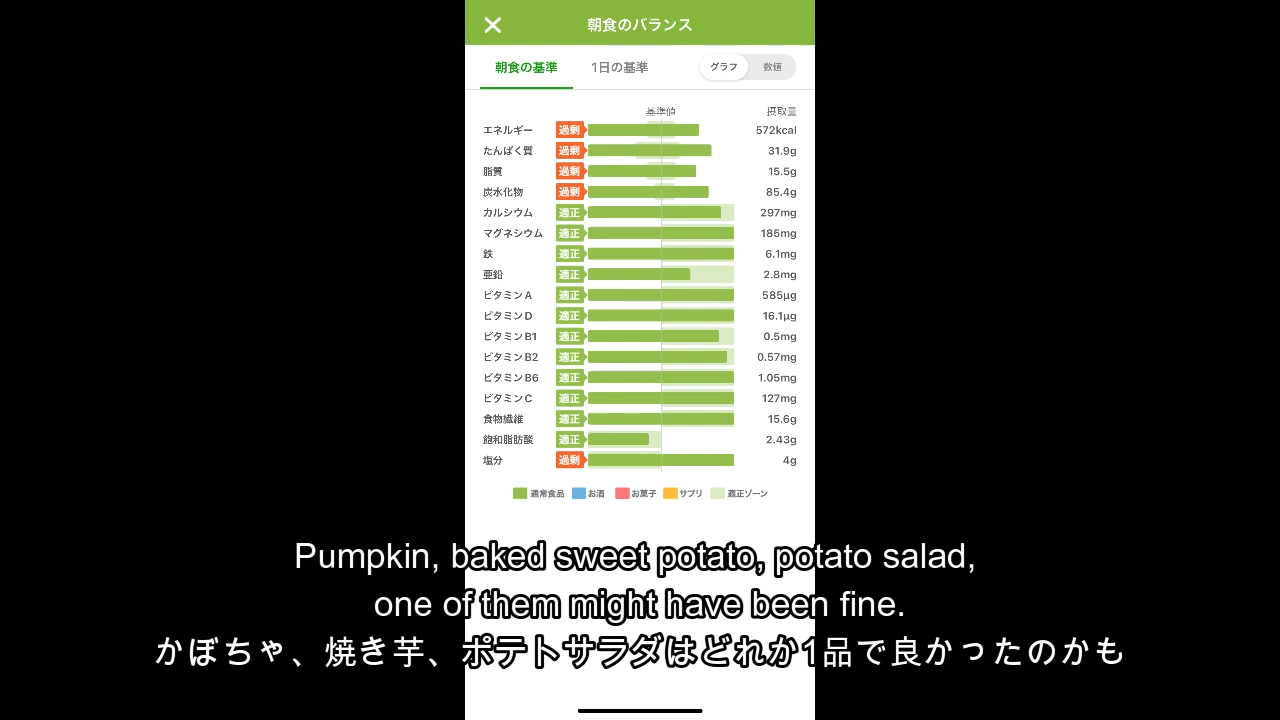 朝食のバランス
朝食の基準 1日の基準 グラフ 数値
基準値 摂取量
エネルギー 過剰 572kcal
たんぱく質 過剰 31.9g
脂質 過剰 15.5g
炭水化物 過剰 85.4g
カルシウム 適正 297mg
マグネシウム 適正 185mg
鉄 適正 6.1mg
亜鉛 適正 2.8mg
ビタミンA 適正 585μg
ビタミンD 適正 16.1μg
ビタミンB1 適正 0.5mg
ビタミンB2 適正 0.57mg
ビタミンB6 適正 1.05mg
ビタミンC 適正 127mg
食物繊維 適正 15.6g
飽和脂肪酸 適正 2.43g
塩分 過剰 4g
通常食品 お酒 お菓子 サプリ 適正ゾーン
Pumpkin, baked sweet potato, potato salad,
one of them might have been fine.
かぼちゃ、焼き芋、ポテトサラダはどれか1品で良かったのかも